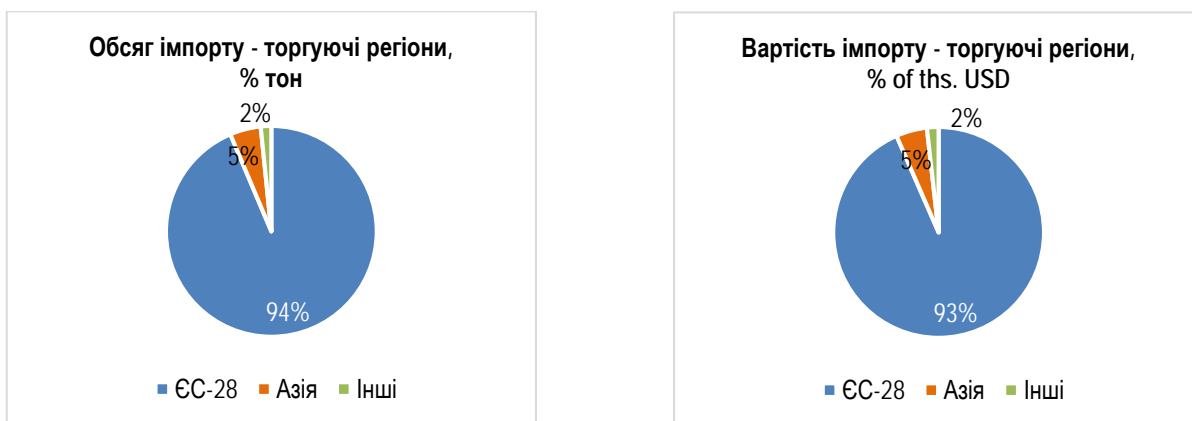 Обсяг імпорту - торгуючі регіони,
% тон
2%
5%
94%
ЄС-28 Азія Інші
Вартість імпорту - торгуючі регіони,
% of ths. USD
2%
5%
93%
ЄС-28 Азія Інші